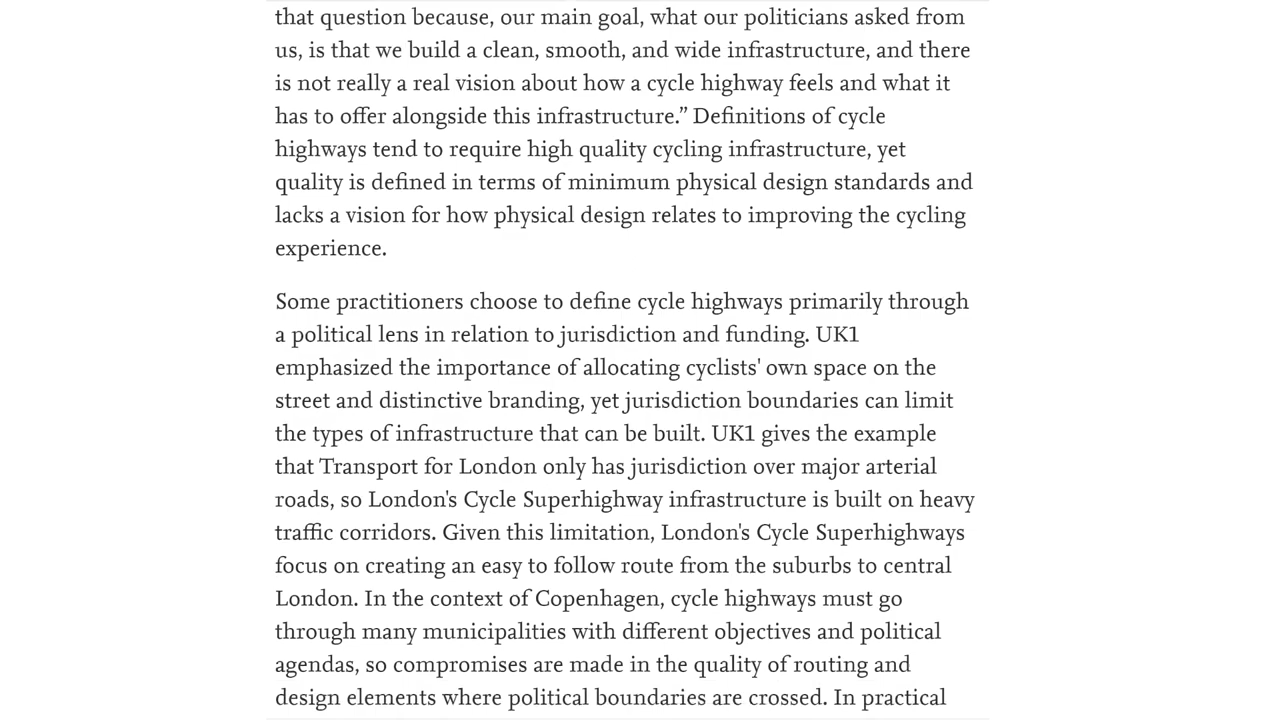 that question because, our main goal, what our politicians asked from
us, is that we build a clean, smooth, and wide infrastructure, and there
is not really a real vision about how a cycle highway feels and what it
has to offer alongside this infrastructure.” Definitions of cycle
highways tend to require high quality cycling infrastructure, yet
quality is defined in terms of minimum physical design standards and
lacks a vision for how physical design relates to improving the cycling
experience.
Some practitioners choose to define cycle highways primarily through
a political lens in relation to jurisdiction and funding. UK1
emphasized the importance of allocating cyclists' own space on the
street and distinctive branding, yet jurisdiction boundaries can limit
the types of infrastructure that can be built. UK1 gives the example
that Transport for London only has jurisdiction over major arterial
roads, so London's Cycle Superhighway infrastructure is built on heavy
traffic corridors. Given this limitation, London's Cycle Superhighways
focus on creating an easy to follow route from the suburbs to central
London. In the context of Copenhagen, cycle highways must go
through many municipalities with different objectives and political
agendas, so compromises are made in the quality of routing and
design elements where political boundaries are crossed. In practical